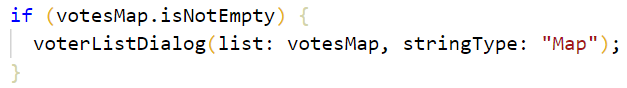 if (votesMap.isNotEmpty) {
  voterListDialog(list: votesMap, stringType: "Map");
}